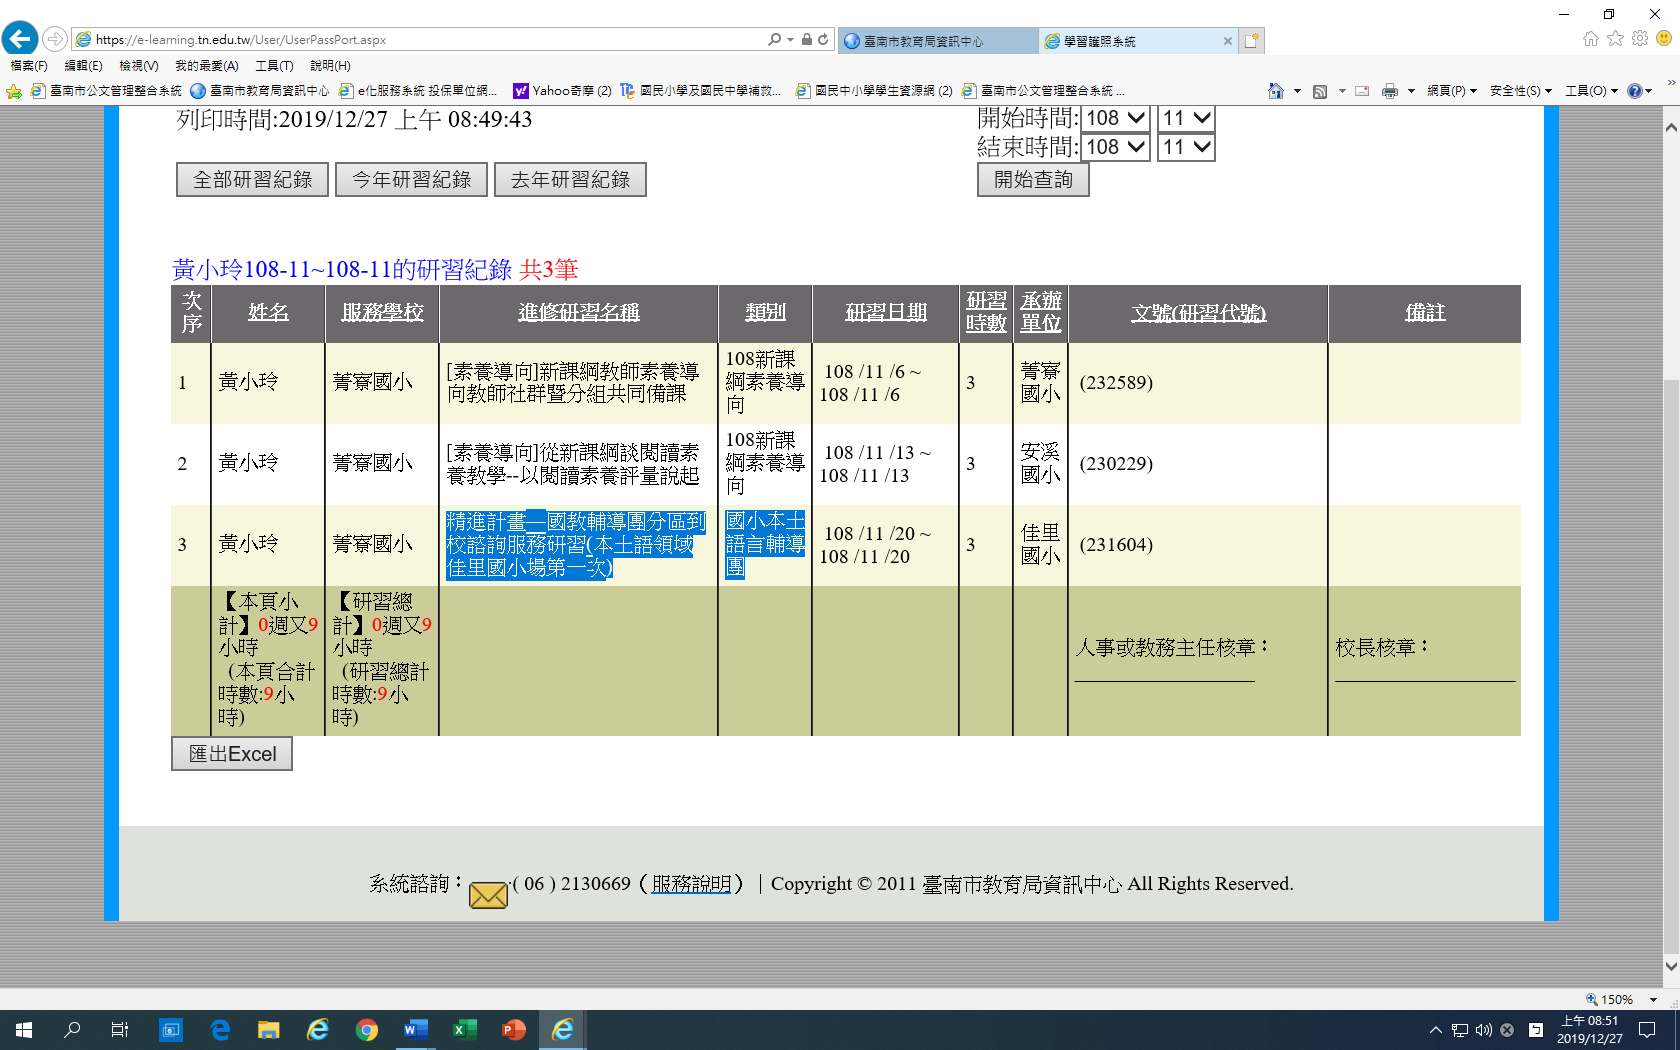 https://e-learning.tn.edu.tw/User/UserPassPort.aspx
臺南市教育局資訊中心
學習護照系統
檔案(F) 編輯(E) 檢視(V) 我的最愛(A) 工具(T) 說明(H)
臺南市公文管理整合系統 臺南市教育局資訊中心 e化服務系統 投保單位網... Yahoo奇摩 (2) 國民小學及國民中學補救... 國民中小學學生資源網 (2) 臺南市公文管理整合系統 ...
網頁(P) 安全性(S) 工具(O)
列印時間:2019/12/27 上午 08:49:43
開始時間: 108 11
結束時間: 108 11
全部研習紀錄 今年研習紀錄 去年研習紀錄 開始查詢
黃小玲108-11~108-11的研習紀錄 共3筆
次序 姓名 服務學校 進修研習名稱 類別 研習日期 研習時數 承辦單位 文號(研習代號) 備註
1 黃小玲 菁寮國小 [素養導向]新課綱教師素養導向教師社群暨分組共同備課 108新課綱素養導向 108 /11 /6 ~ 108 /11 /6 3 菁寮國小 (232589)
2 黃小玲 菁寮國小 [素養導向]從新課綱談閱讀素養教學--以閱讀素養評量說起 108新課綱素養導向 108 /11 /13 ~ 108 /11 /13 3 安溪國小 (230229)
3 黃小玲 菁寮國小 精進計畫__國教輔導團分區到校諮詢服務研習(本土語領域佳里國小場第一次) 國小本土語言輔導團 108 /11 /20 ~ 108 /11 /20 3 佳里國小 (231604)
【本頁小計】0週又9小時 (本頁合計時數:9小時) 【研習總計】0週又9小時 (研習總計時數:9小時) 人事或教務主任核章： 校長核章：
匯出Excel
系統諮詢： ( 06 ) 2130669（服務說明）｜Copyright © 2011 臺南市教育局資訊中心 All Rights Reserved.
150%
上午 08:51
2019/12/27